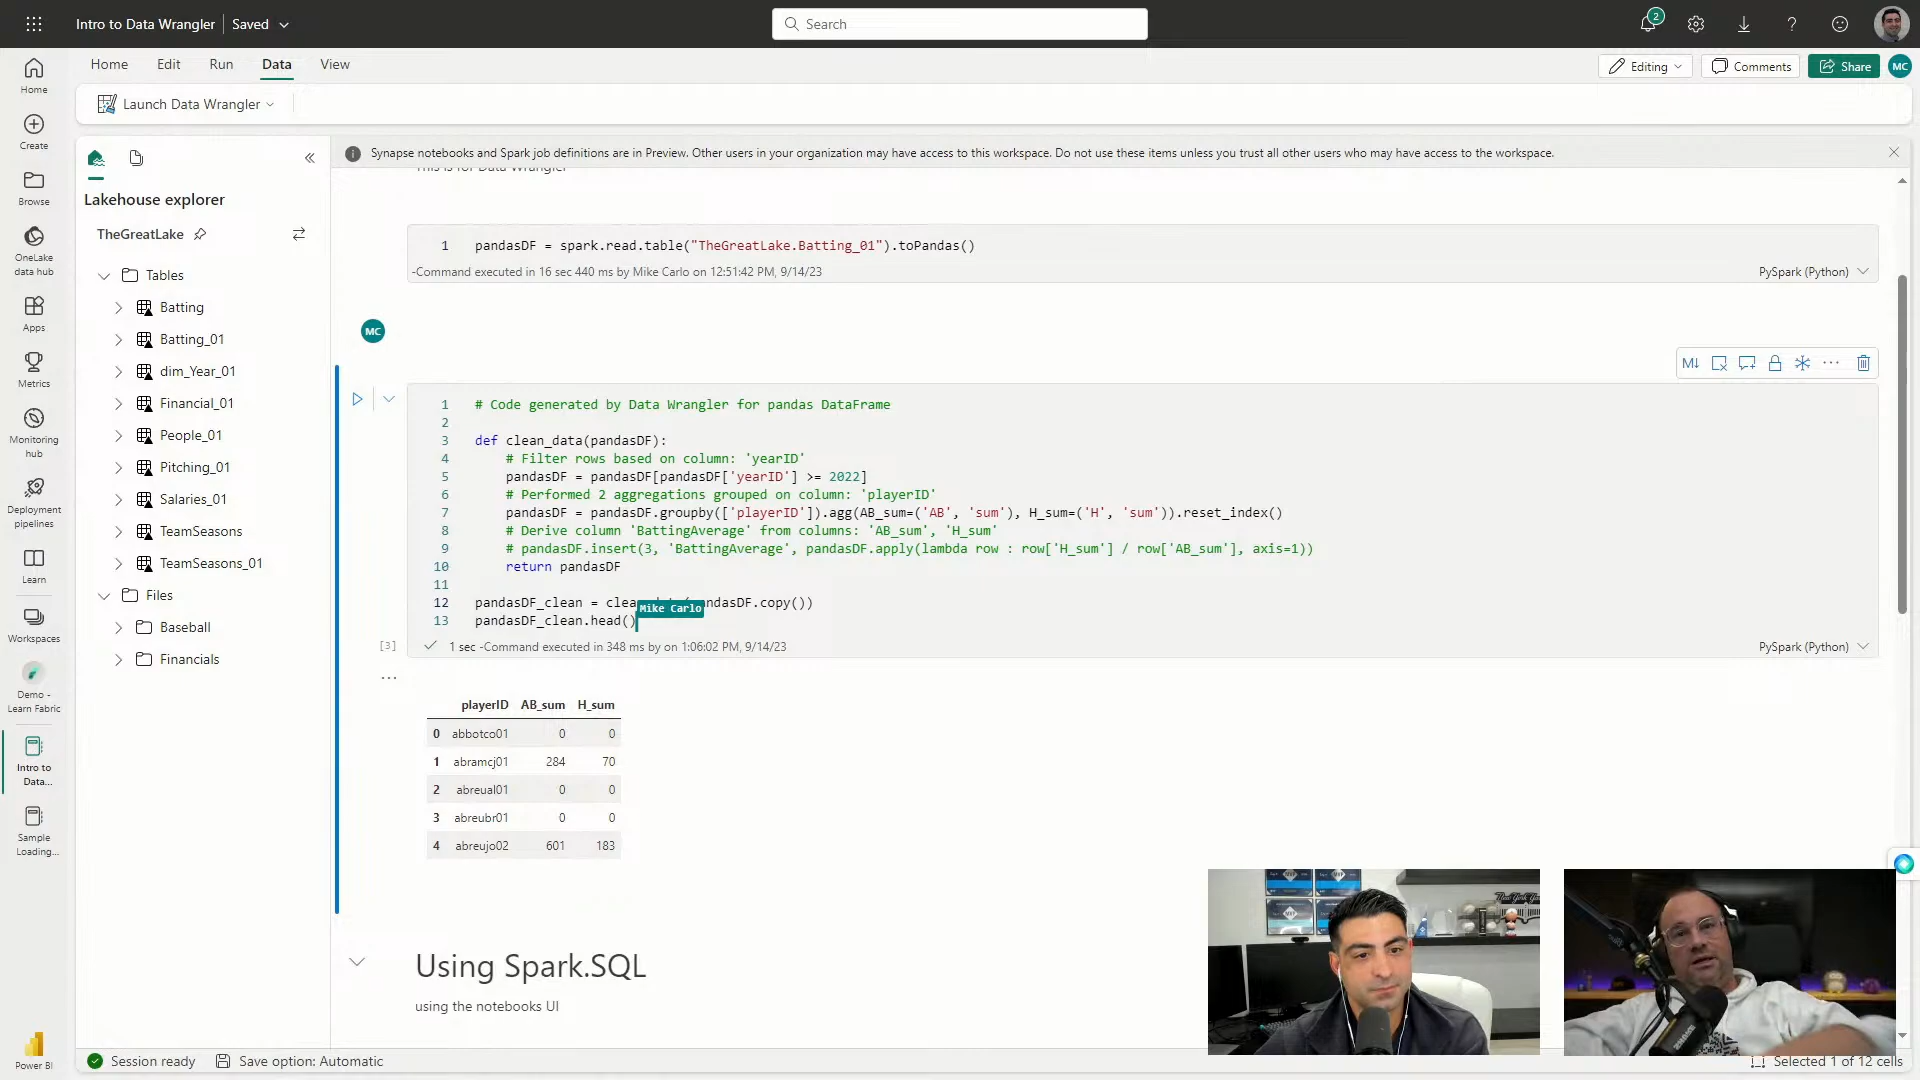 Intro to Data Wrangler
Saved
Search
2
Home
Edit
Run
Data
View
Editing
Comments
Share
MC
Launch Data Wrangler
Home
Create
Browse
OneLake
data hub
Apps
Metrics
Monitoring
hub
Deployment
pipelines
Learn
Workspaces
Demo -
Learn Fabric
Intro to
Data...
Sample
Loading...
Power BI
Lakehouse explorer
TheGreatLake
Tables
Batting
Batting_01
dim_Year_01
Financial_01
People_01
Pitching_01
Salaries_01
TeamSeasons
TeamSeasons_01
Files
Baseball
Financials
Synapse notebooks and Spark job definitions are in Preview. Other users in your organization may have access to this workspace. Do not use these items unless you trust all other users who may have access to the workspace.
This is for Data Wrangler
1 pandasDF = spark.read.table("TheGreatLake.Batting_01").toPandas()
-Command executed in 16 sec 440 ms by Mike Carlo on 12:51:42 PM, 9/14/23
PySpark (Python)
MC
M↓
1 # Code generated by Data Wrangler for pandas DataFrame
2
3 def clean_data(pandasDF):
4 # Filter rows based on column: 'yearID'
5 pandasDF = pandasDF[pandasDF['yearID'] >= 2022]
6 # Performed 2 aggregations grouped on column: 'playerID'
7 pandasDF = pandasDF.groupby(['playerID']).agg(AB_sum=('AB', 'sum'), H_sum=('H', 'sum')).reset_index()
8 # Derive column 'BattingAverage' from columns: 'AB_sum', 'H_sum'
9 # pandasDF.insert(3, 'BattingAverage', pandasDF.apply(lambda row : row['H_sum'] / row['AB_sum'], axis=1))
10 return pandasDF
11
12 pandasDF_clean = clean_data(pandasDF.copy())
Mike Carlo
13 pandasDF_clean.head()
[3]
1 sec -Command executed in 348 ms by on 1:06:02 PM, 9/14/23
PySpark (Python)
...
playerID AB_sum H_sum
0 abbotco01 0 0
1 abramcj01 284 70
2 abreual01 0 0
3 abreubr01 0 0
4 abreujo02 601 183
Using Spark.SQL
using the notebooks UI
Session ready
Save option: Automatic
Selected 1 of 12 cells